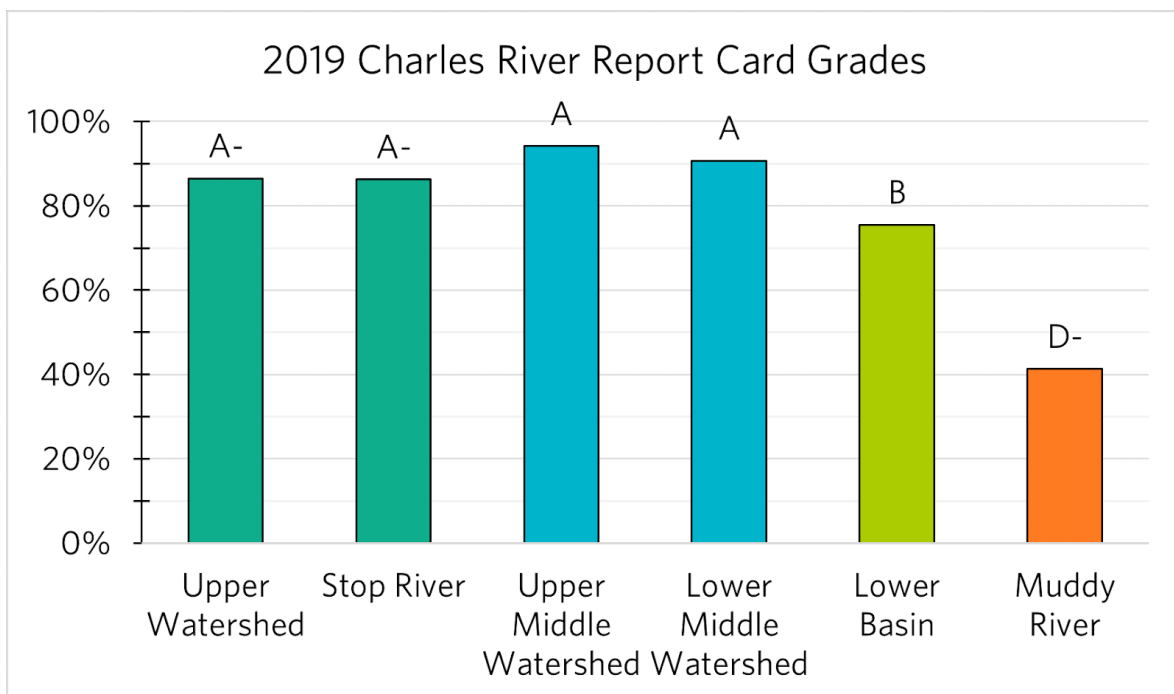 2019 Charles River Report Card Grades
100%
80%
60%
40%
20%
0%
A-
A-
A
A
B
D-
Upper
Watershed
Stop River
Upper
Middle
Watershed
Lower
Middle
Watershed
Lower
Basin
Muddy
River